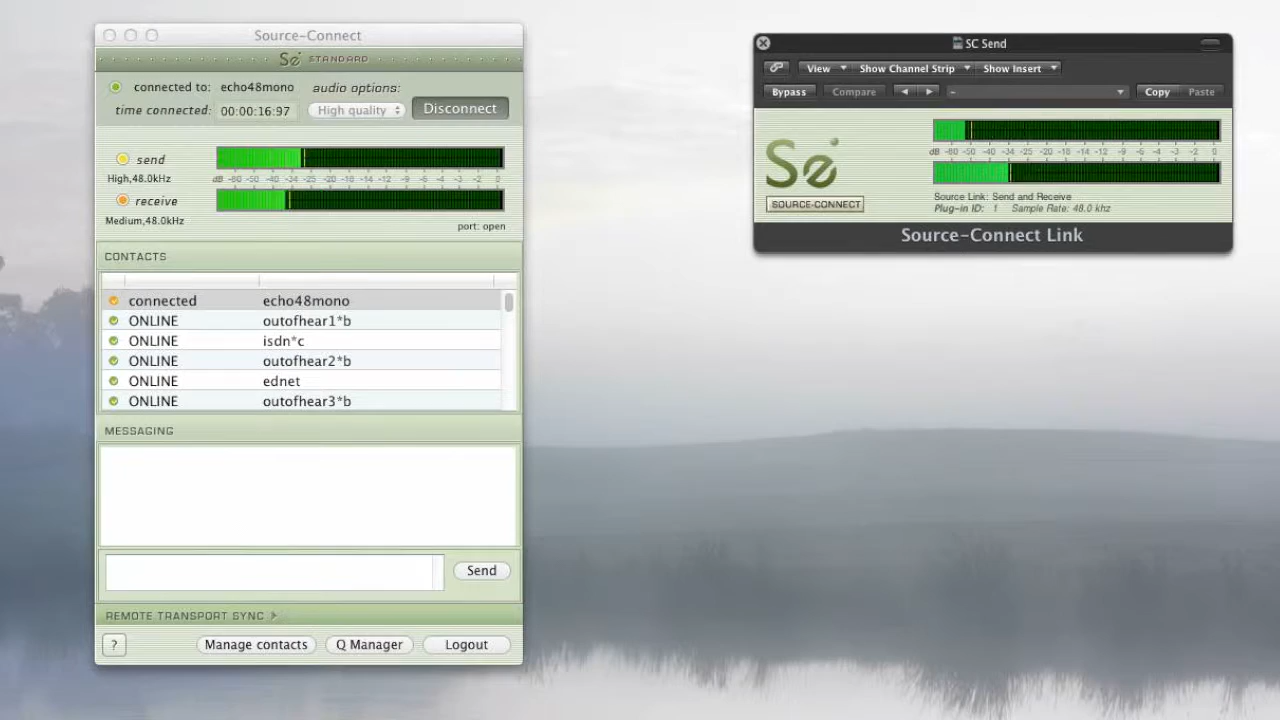 Source-Connect
Se STANDARD
connected to: echo48mono audio options:
time connected: 00:00:16:97 High quality Disconnect
send
High,48.0kHz
dB -60 -50 -40 -34 -25 -20 -18 -14 -12 -9 -6 -4 -3 -2 0
receive
Medium,48.0kHz
port: open
CONTACTS
connected echo48mono
ONLINE outofhear1*b
ONLINE isdn*c
ONLINE outofhear2*b
ONLINE ednet
ONLINE outofhear3*b
MESSAGING
Send
REMOTE TRANSPORT SYNC
? Manage contacts Q Manager Logout
SC Send
View Show Channel Strip Show Insert
Bypass Compare - Copy Paste
Se
SOURCE-CONNECT
dB -60 -50 -40 -34 -25 -20 -18 -14 -12 -9 -6 -4 -3 -2 0
Source Link: Send and Receive
Plug-in ID: 1 Sample Rate: 48.0 khz
Source-Connect Link